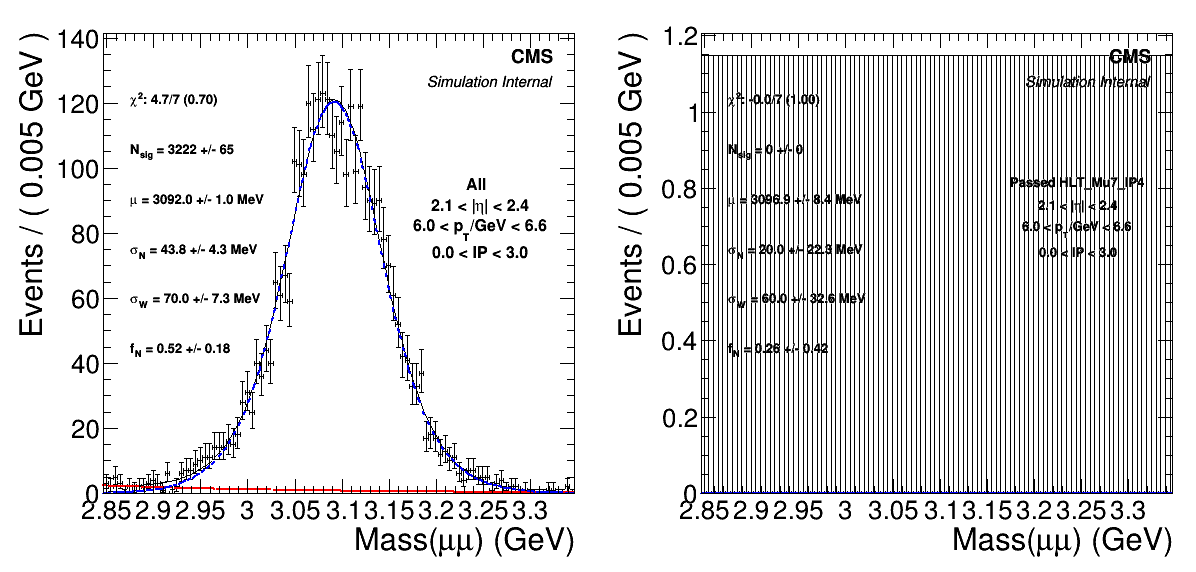 CMS
Simulation Internal
χ²: 4.7/7 (0.70)
N_sig = 3222 +/- 65
μ = 3092.0 +/- 1.0 MeV
σ_N = 43.8 +/- 4.3 MeV
σ_W = 70.0 +/- 7.3 MeV
f_N = 0.52 +/- 0.18
All
2.1 < |η| < 2.4
6.0 < p_T/GeV < 6.6
0.0 < IP < 3.0
Events / ( 0.005 GeV )
140
120
100
80
60
40
20
0
2.85 2.9 2.95 3 3.05 3.1 3.15 3.2 3.25 3.3
Mass(μμ) (GeV)
CMS
Simulation Internal
χ²: -0.0/7 (1.00)
N_sig = 0 +/- 0
μ = 3096.9 +/- 8.4 MeV
σ_N = 20.0 +/- 22.3 MeV
σ_W = 60.0 +/- 32.6 MeV
f_N = 0.26 +/- 0.42
Passed HLT_Mu7_IP4
2.1 < |η| < 2.4
6.0 < p_T/GeV < 6.6
0.0 < IP < 3.0
Events / ( 0.005 GeV )
1.2
1
0.8
0.6
0.4
0.2
0
2.85 2.9 2.95 3 3.05 3.1 3.15 3.2 3.25 3.3
Mass(μμ) (GeV)